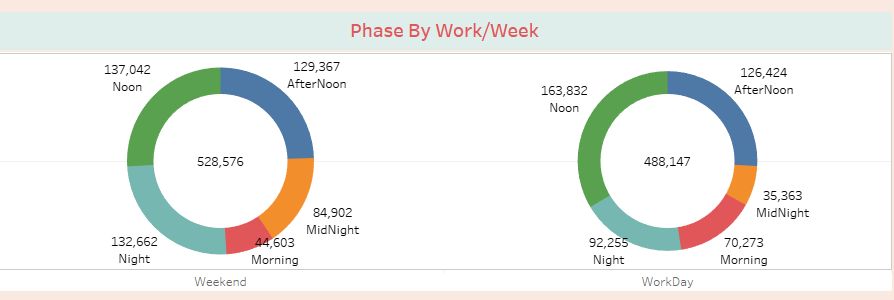 Phase By Work/Week
137,042
Noon
129,367
AfterNoon
528,576
84,902
MidNight
132,662
Night
44,603
Morning
Weekend
163,832
Noon
126,424
AfterNoon
488,147
35,363
MidNight
92,255
Night
70,273
Morning
WorkDay